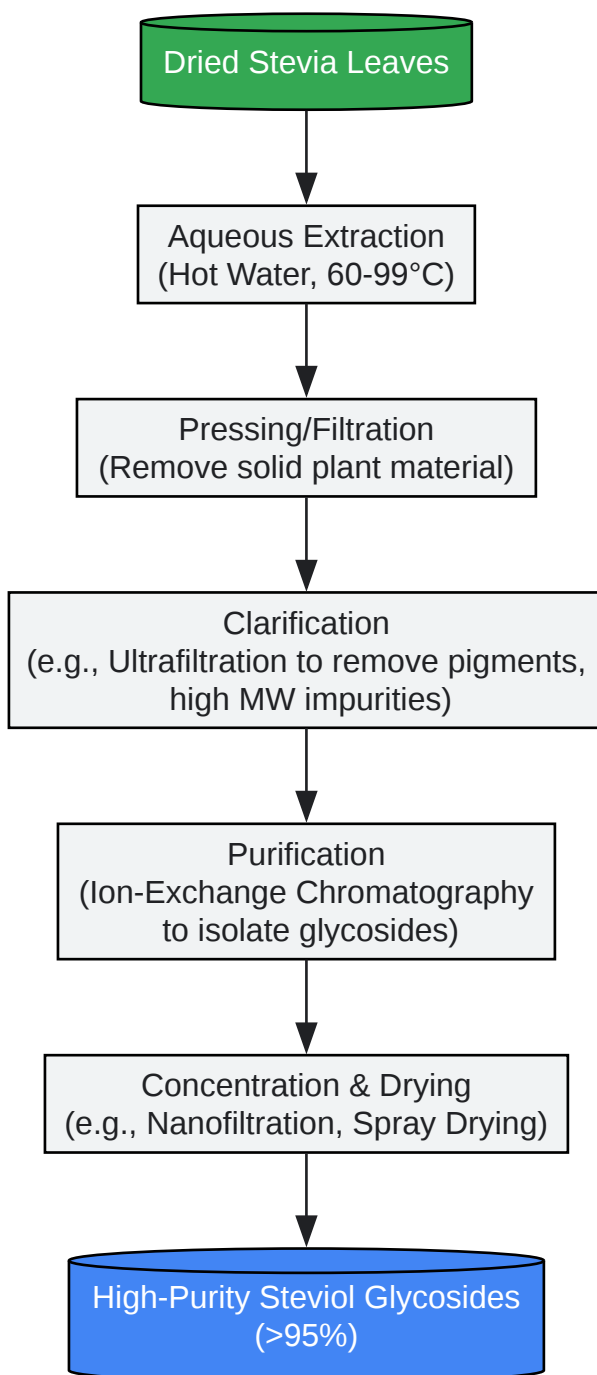 Dried Stevia Leaves
Aqueous Extraction
(Hot Water, 60-99°C)
Pressing/Filtration
(Remove solid plant material)
Clarification
(e.g., Ultrafiltration to remove pigments,
high MW impurities)
Purification
(Ion-Exchange Chromatography
to isolate glycosides)
Concentration & Drying
(e.g., Nanofiltration, Spray Drying)
High-Purity Steviol Glycosides
(>95%)